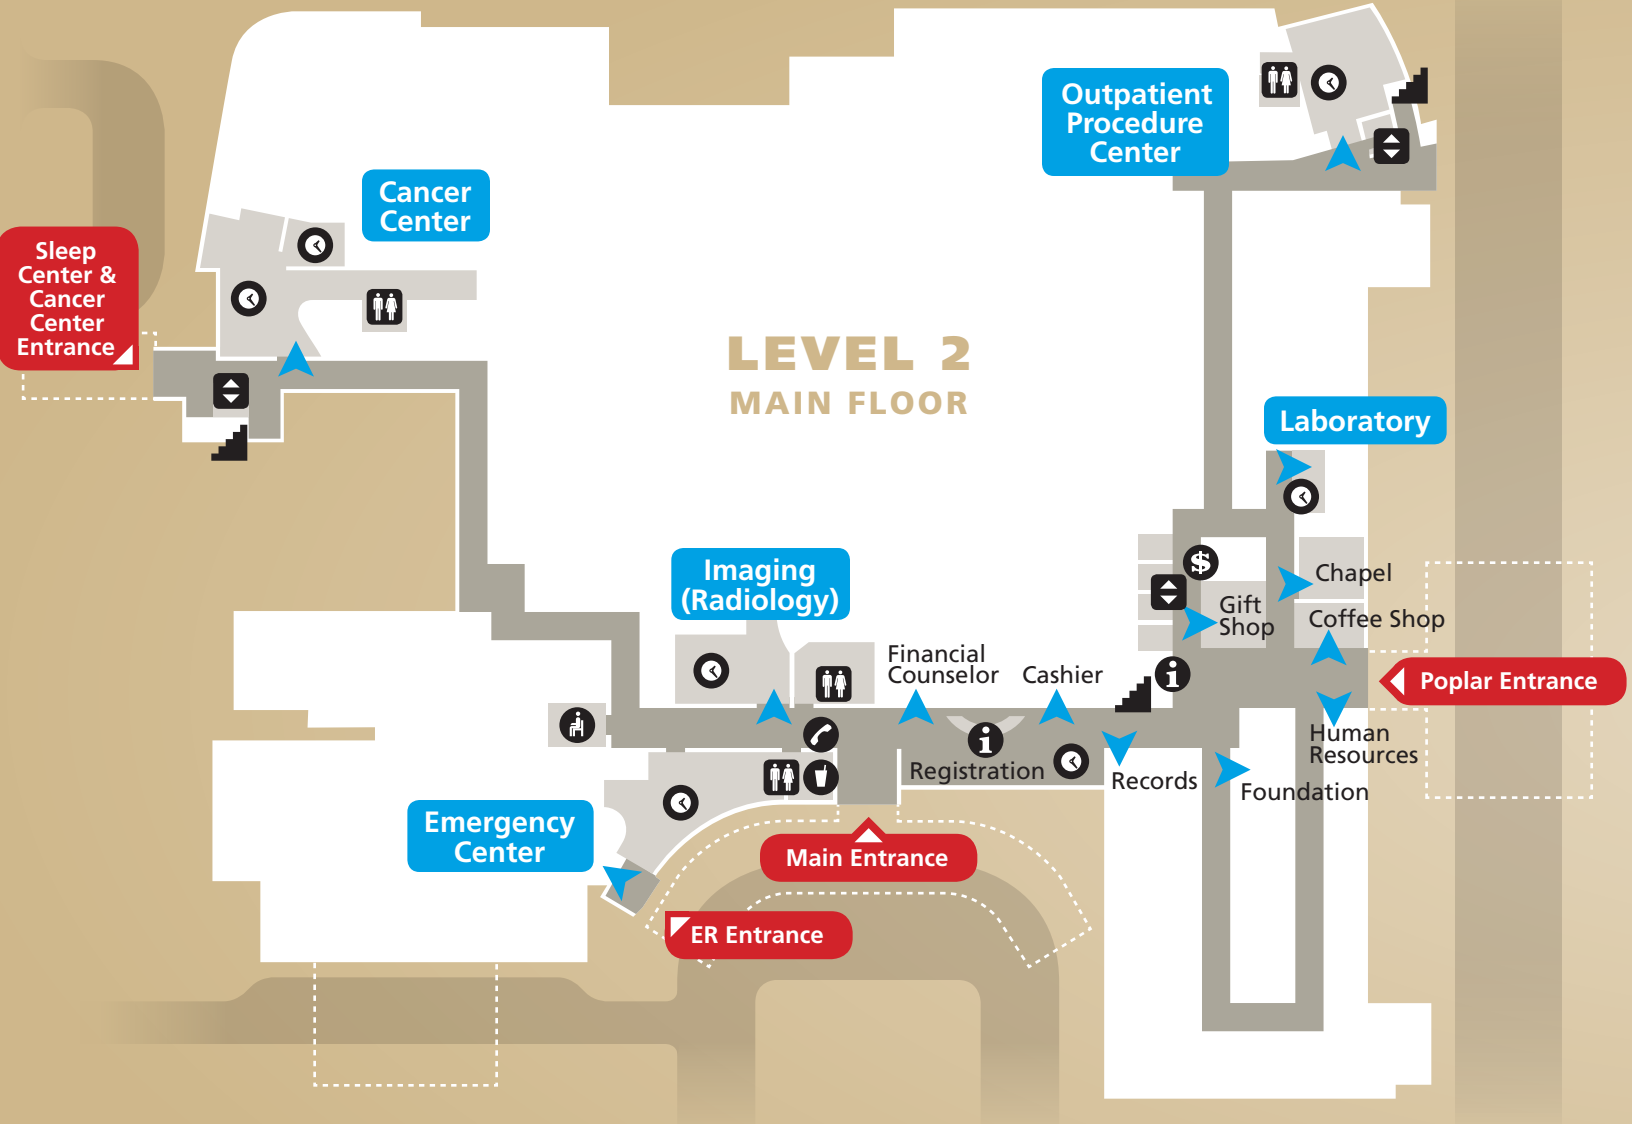 Outpatient
Procedure
Center
Cancer
Center
Sleep
Center &
Cancer
Center
Entrance
LEVEL 2
MAIN FLOOR
Laboratory
Imaging
(Radiology)
$
Chapel
Gift
Shop
Coffee Shop
Financial
Counselor
Cashier
i
Poplar Entrance
Human
Resources
i
Registration
Records
Foundation
Emergency
Center
Main Entrance
ER Entrance